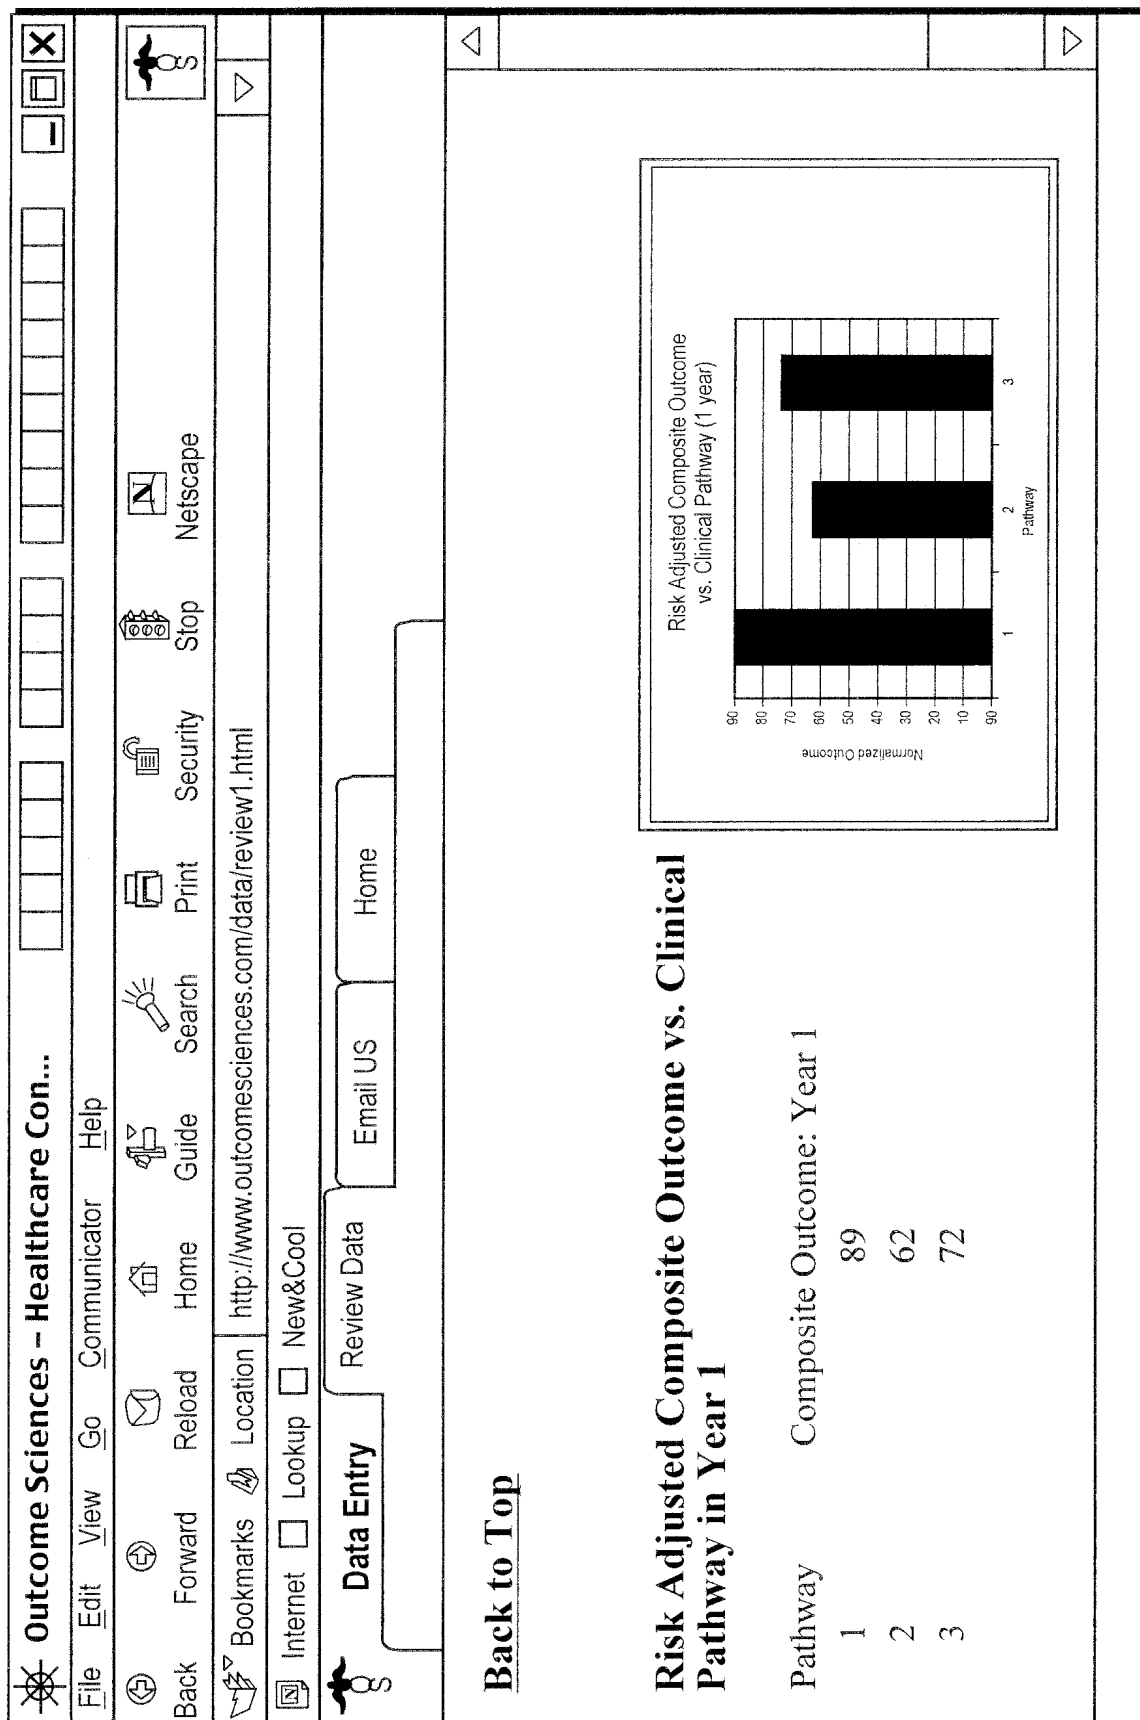 Outcome Sciences – Healthcare Con...
File Edit View Go Communicator Help
Back Forward Reload Home Guide Search Print Security Stop Netscape
Bookmarks Location http://www.outcomesciences.com/data/review1.html
Internet Lookup New&Cool
S Data Entry Review Data Email US Home
Back to Top
Risk Adjusted Composite Outcome vs. Clinical
Pathway in Year 1
Pathway Composite Outcome: Year 1
1 89
2 62
3 72
Risk Adjusted Composite Outcome
vs. Clinical Pathway (1 year)
Normalized Outcome
90
80
70
60
50
40
30
20
10
90
1 2 3
Pathway
N
S
N